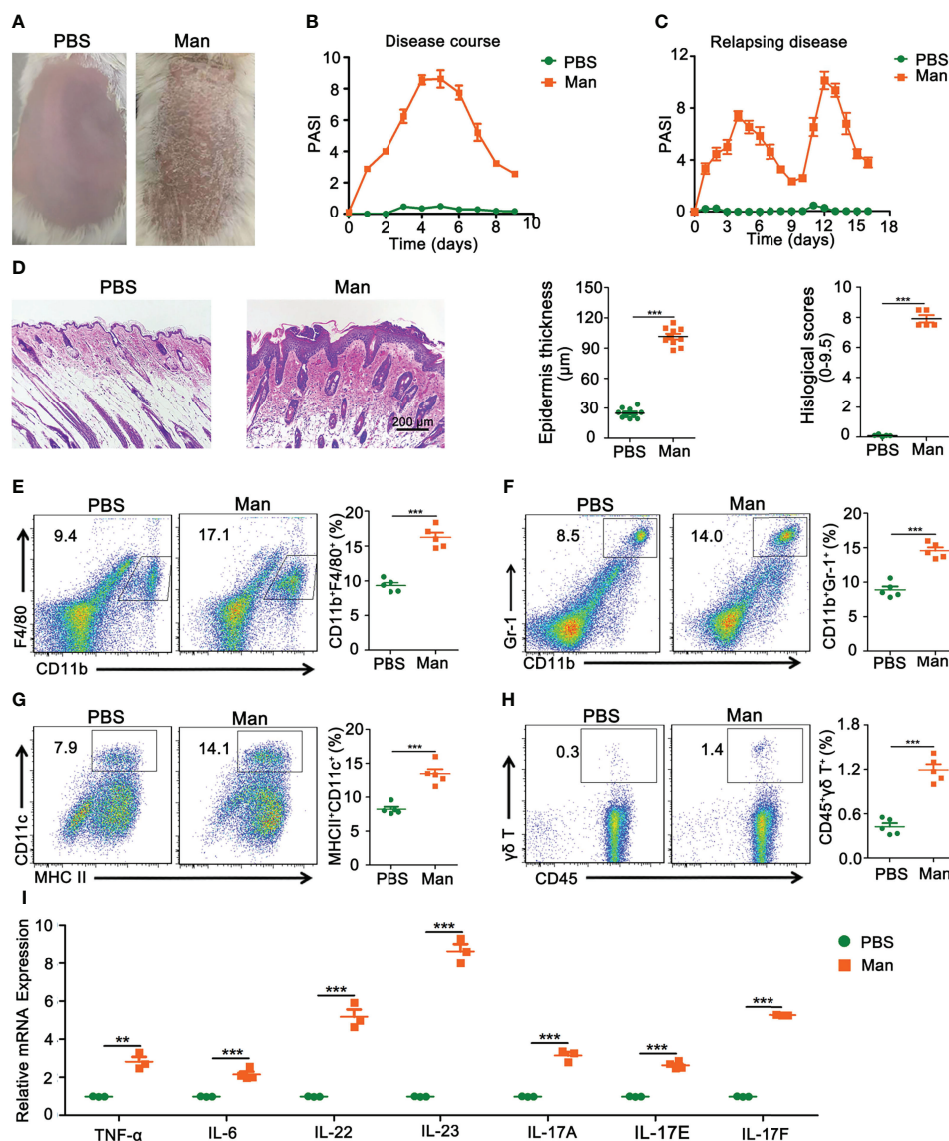 A
PBS
Man
B
Disease course
PBS
Man
PASI
10
8
6
4
2
0
0
2
4
6
8
10
Time (days)
C
Relapsing disease
PBS
Man
PASI
12
8
4
0
0
3
6
9
12
15
18
Time (days)
D
PBS
Man
200 µm
Epidermis thickness
(µm)
150
120
90
60
30
0
***
PBS
Man
Hislogical scores
(0-9.5)
10
8
6
4
2
0
***
PBS
Man
E
PBS
Man
9.4
17.1
F4/80
CD11b
CD11b⁺F4/80⁺ (%)
20
15
10
5
0
***
PBS
Man
F
PBS
Man
8.5
14.0
Gr-1
CD11b
CD11b⁺Gr-1⁺ (%)
20
15
10
5
0
***
PBS
Man
G
PBS
Man
7.9
14.1
CD11c
MHC II
MHCII⁺CD11c⁺ (%)
20
15
10
5
0
***
PBS
Man
H
PBS
Man
0.3
1.4
γδ T
CD45
CD45⁺γδ T⁺ (%)
1.8
1.2
0.6
0.0
***
PBS
Man
I
Relative mRNA Expression
10
8
6
4
2
0
**
***
***
***
***
***
***
TNF-α
IL-6
IL-22
IL-23
IL-17A
IL-17E
IL-17F
PBS
Man